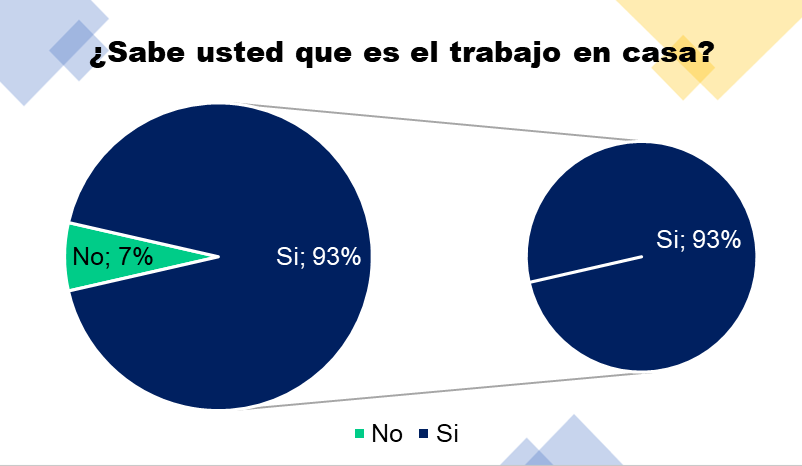 ¿Sabe usted que es el trabajo en casa?
No; 7%
Si; 93%
Si; 93%
No
Si